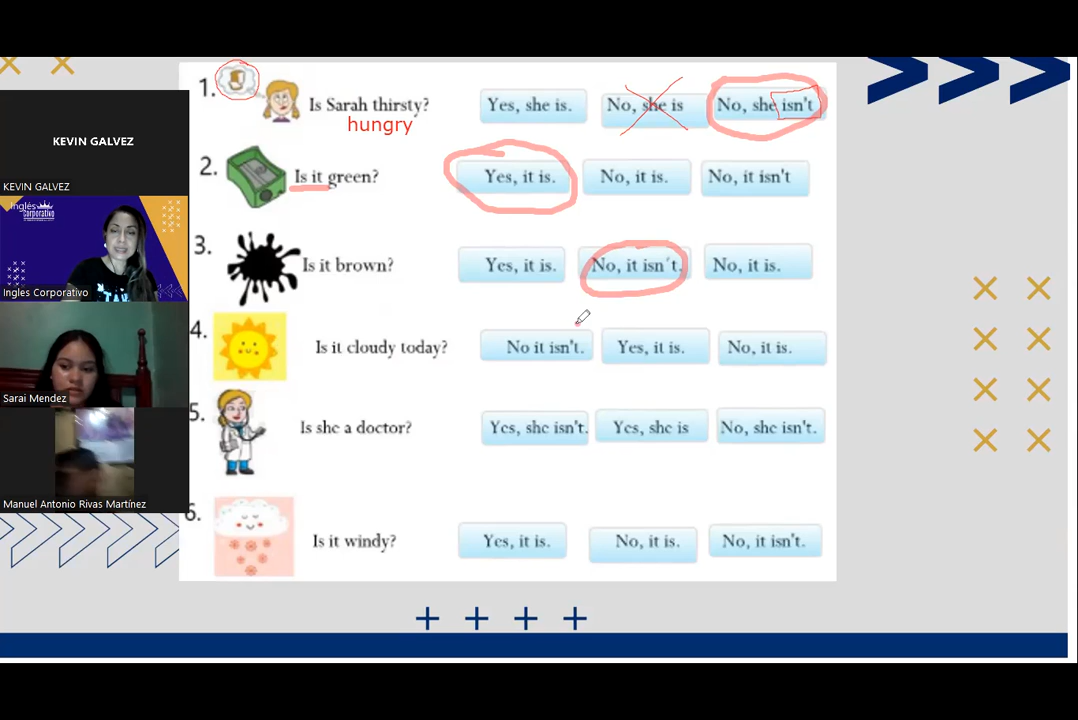 KEVIN GALVEZ
KEVIN GALVEZ
Inglés
Corporativo
Ingles Corporativo
Sarai Mendez
Manuel Antonio Rivas Martínez
1. Is Sarah thirsty? Yes, she is. No, she is No, she isn't
hungry
2. Is it green? Yes, it is. No, it is. No, it isn't
3. Is it brown? Yes, it is. No, it isn´t. No, it is.
4. Is it cloudy today? No it isn't. Yes, it is. No, it is.
5. Is she a doctor? Yes, she isn't. Yes, she is No, she isn't.
6. Is it windy? Yes, it is. No, it is. No, it isn't.